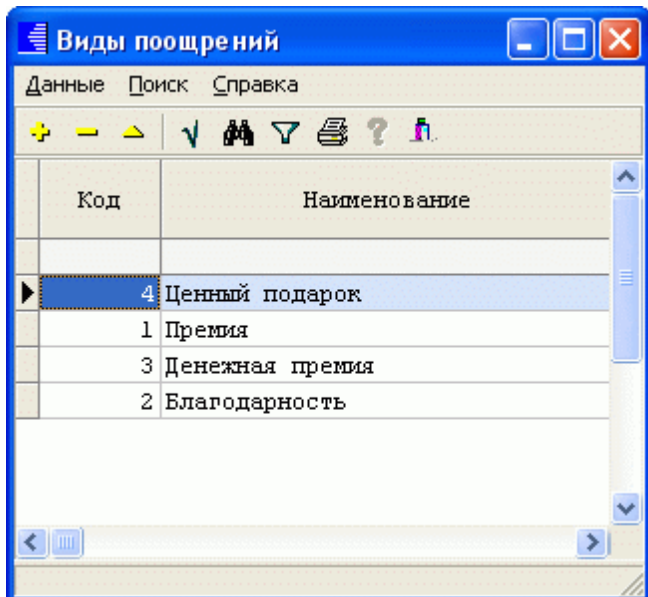 Виды поощрений
Данные Поиск Справка
Код Наименование
4 Ценный подарок
1 Премия
3 Денежная премия
2 Благодарность